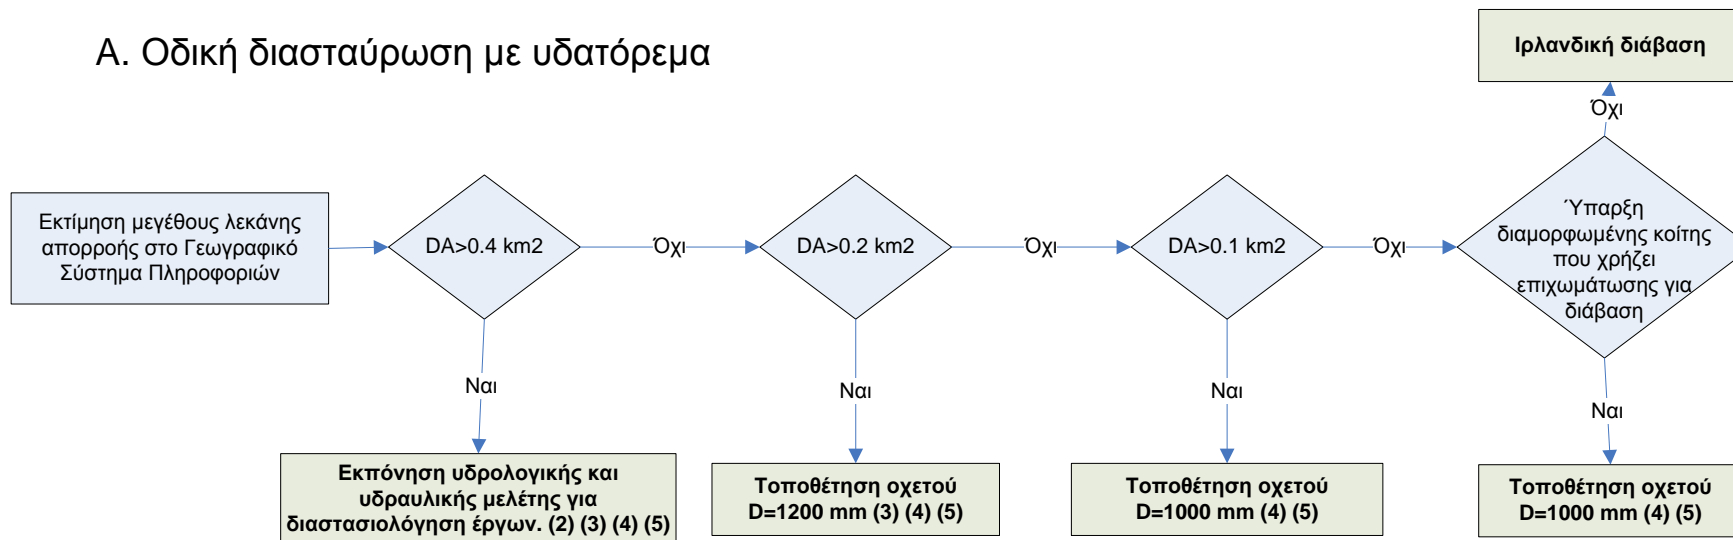 Α. Οδική διασταύρωση με υδατόρεμα
Ιρλανδική διάβαση
Όχι
Εκτίμηση μεγέθους λεκάνης
απορροής στο Γεωγραφικό
Σύστημα Πληροφοριών
DA>0.4 km2
Όχι
DA>0.2 km2
Όχι
DA>0.1 km2
Όχι
Ύπαρξη
διαμορφωμένης κοίτης
που χρήζει
επιχωμάτωσης για
διάβαση
Ναι
Ναι
Ναι
Ναι
Εκπόνηση υδρολογικής και
υδραυλικής μελέτης για
διαστασιολόγηση έργων. (2) (3) (4) (5)
Τοποθέτηση οχετού
D=1200 mm (3) (4) (5)
Τοποθέτηση οχετού
D=1000 mm (4) (5)
Τοποθέτηση οχετού
D=1000 mm (4) (5)